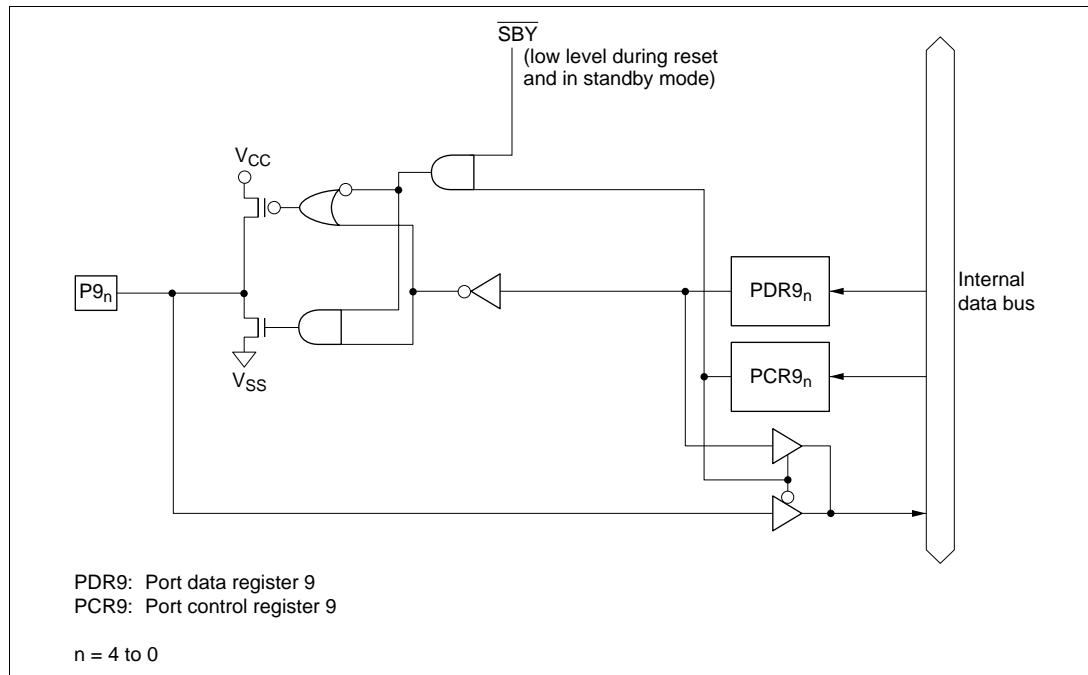 SBY
(low level during reset
and in standby mode)
VCC
P9n
VSS
PDR9n
PCR9n
Internal
data bus
PDR9: Port data register 9
PCR9: Port control register 9
n = 4 to 0